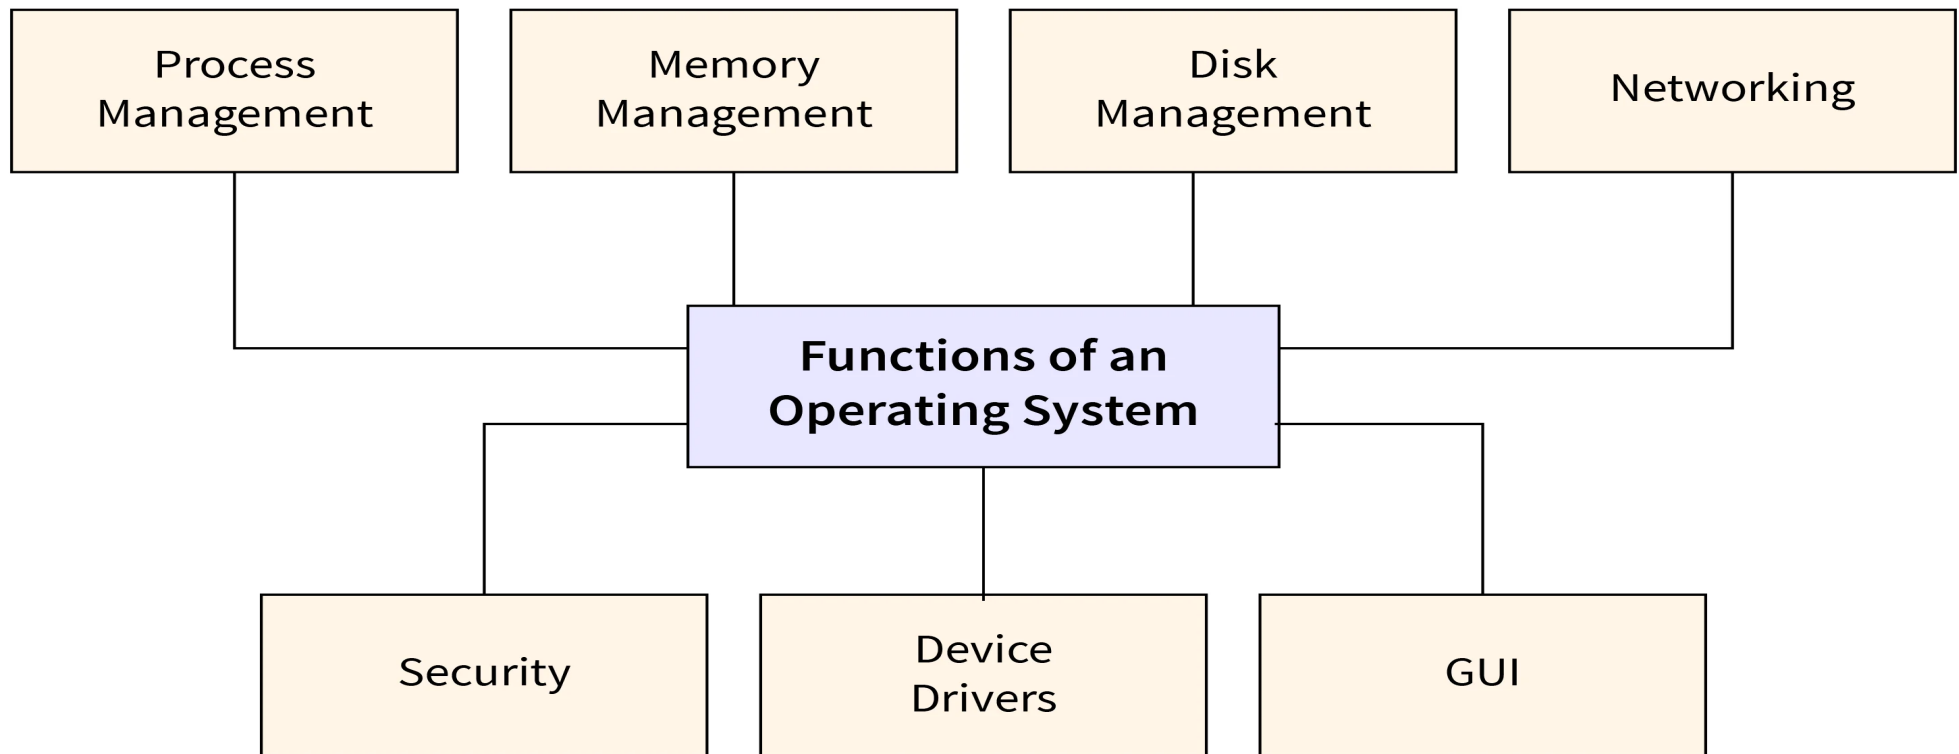 Process
Management
Memory
Management
Disk
Management
Networking
Functions of an
Operating System
Security
Device
Drivers
GUI